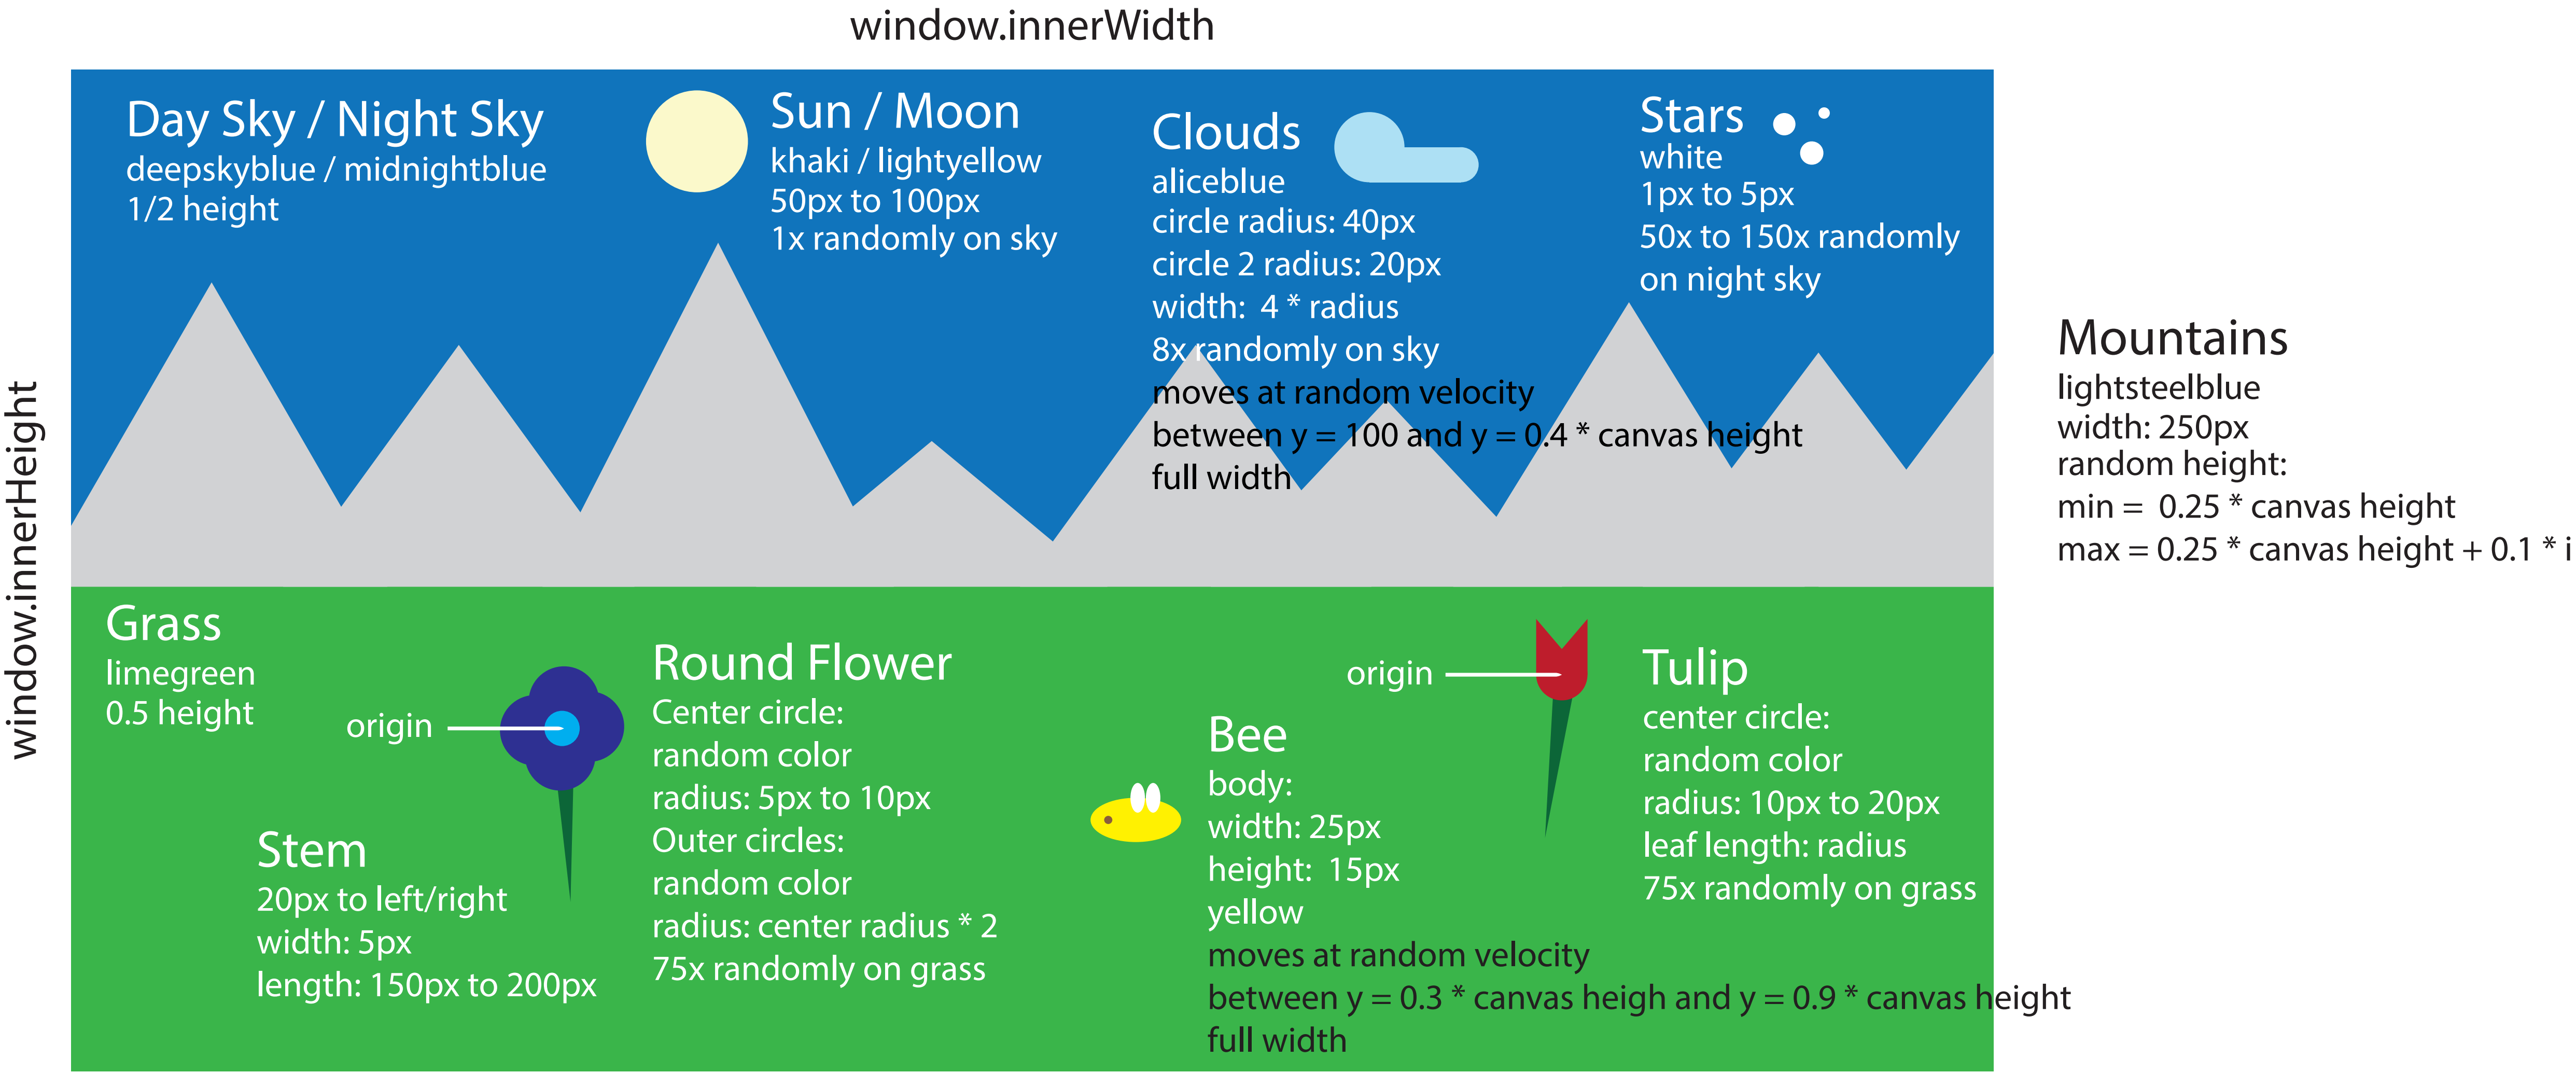 window.innerWidth
window.innerHeight
Day Sky / Night Sky
deepskyblue / midnightblue
1/2 height
Sun / Moon
khaki / lightyellow
50px to 100px
1x randomly on sky
Clouds
aliceblue
circle radius: 40px
circle 2 radius: 20px
width:  4 * radius
8x randomly on sky
moves at random velocity
between y = 100 and y = 0.4 * canvas height
full width
Stars
white
1px to 5px
50x to 150x randomly
on night sky
Mountains
lightsteelblue
width: 250px
random height:
min =  0.25 * canvas height
max = 0.25 * canvas height + 0.1 * i
Grass
limegreen
0.5 height
origin
Stem
20px to left/right
width: 5px
length: 150px to 200px
Round Flower
Center circle:
random color
radius: 5px to 10px
Outer circles:
random color
radius: center radius * 2
75x randomly on grass
Bee
body:
width: 25px
height:  15px
yellow
moves at random velocity
between y = 0.3 * canvas heigh and y = 0.9 * canvas height
full width
origin
Tulip
center circle:
random color
radius: 10px to 20px
leaf length: radius
75x randomly on grass